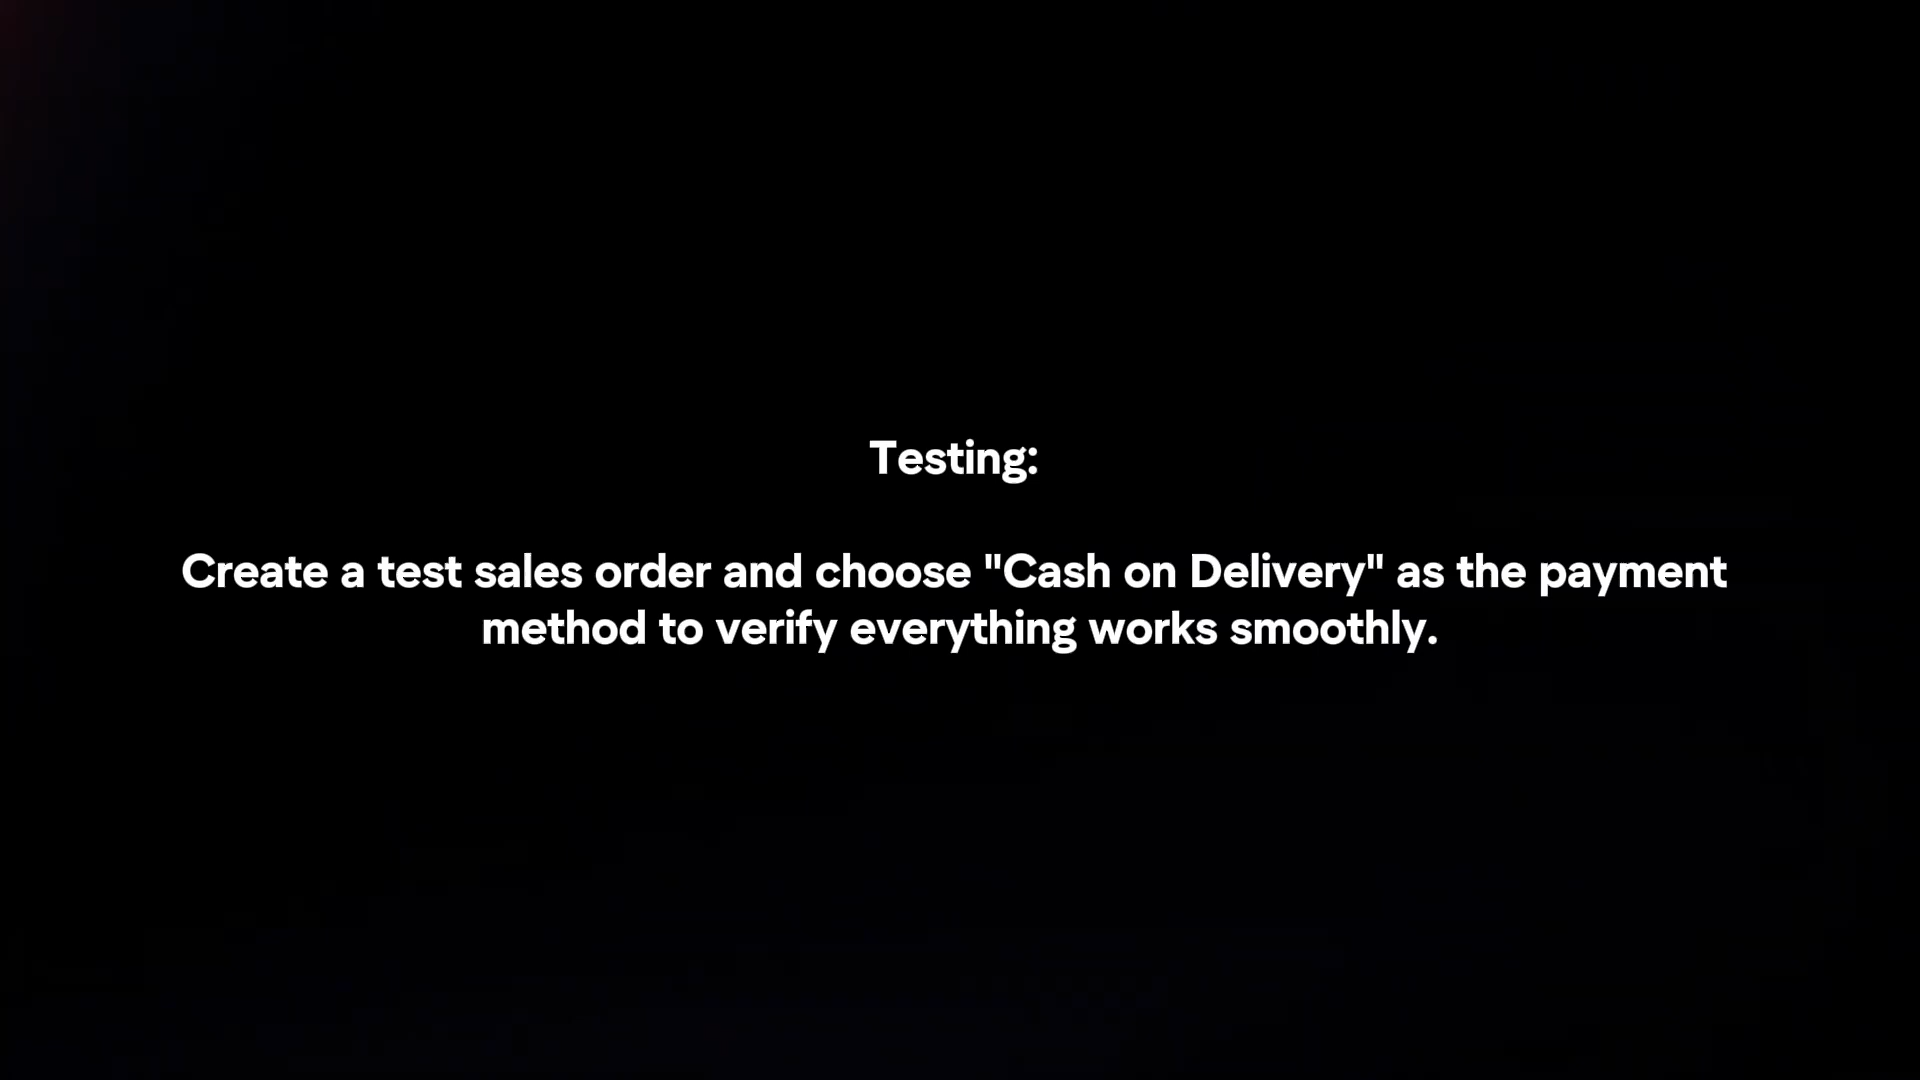 Testing:
Create a test sales order and choose "Cash on Delivery" as the payment
method to verify everything works smoothly.